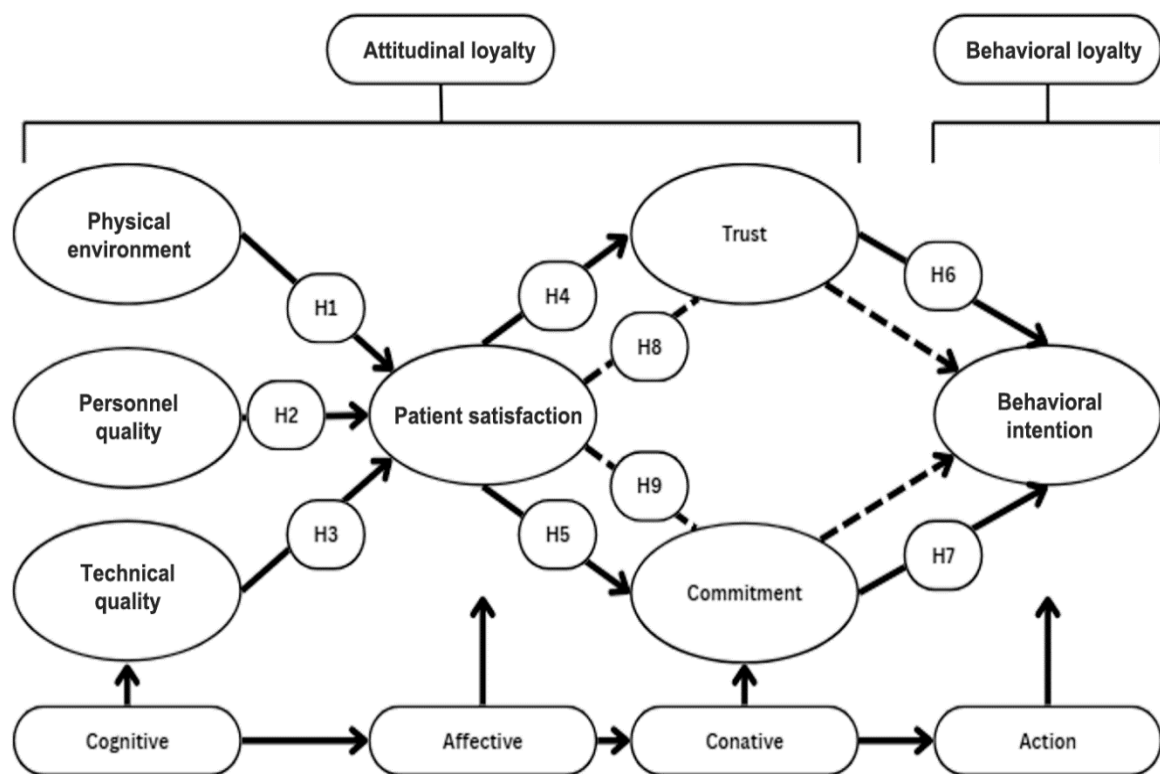 Attitudinal loyalty
Behavioral loyalty
Physical
environment
Trust
H1
H4
H6
H8
Personnel
quality
H2
Patient satisfaction
Behavioral
intention
H9
H3
H5
H7
Technical
quality
Commitment
Cognitive
Affective
Conative
Action